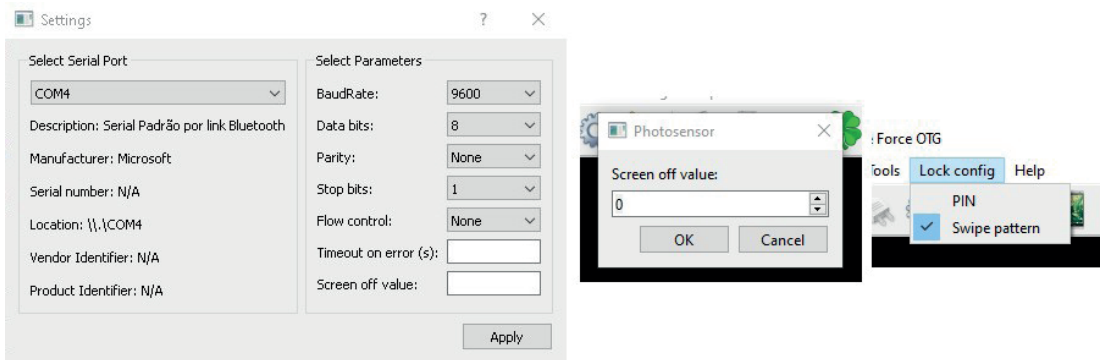 Settings
?
Select Serial Port
COM4
Description: Serial Padrão por link Bluetooth
Manufacturer: Microsoft
Serial number: N/A
Location: \\.\COM4
Vendor Identifier: N/A
Product Identifier: N/A
Select Parameters
BaudRate: 9600
Data bits: 8
Parity: None
Stop bits: 1
Flow control: None
Timeout on error (s):
Screen off value:
Apply
Photosensor
Screen off value:
0
OK Cancel
Force OTG
Tools Lock config Help
PIN
Swipe pattern